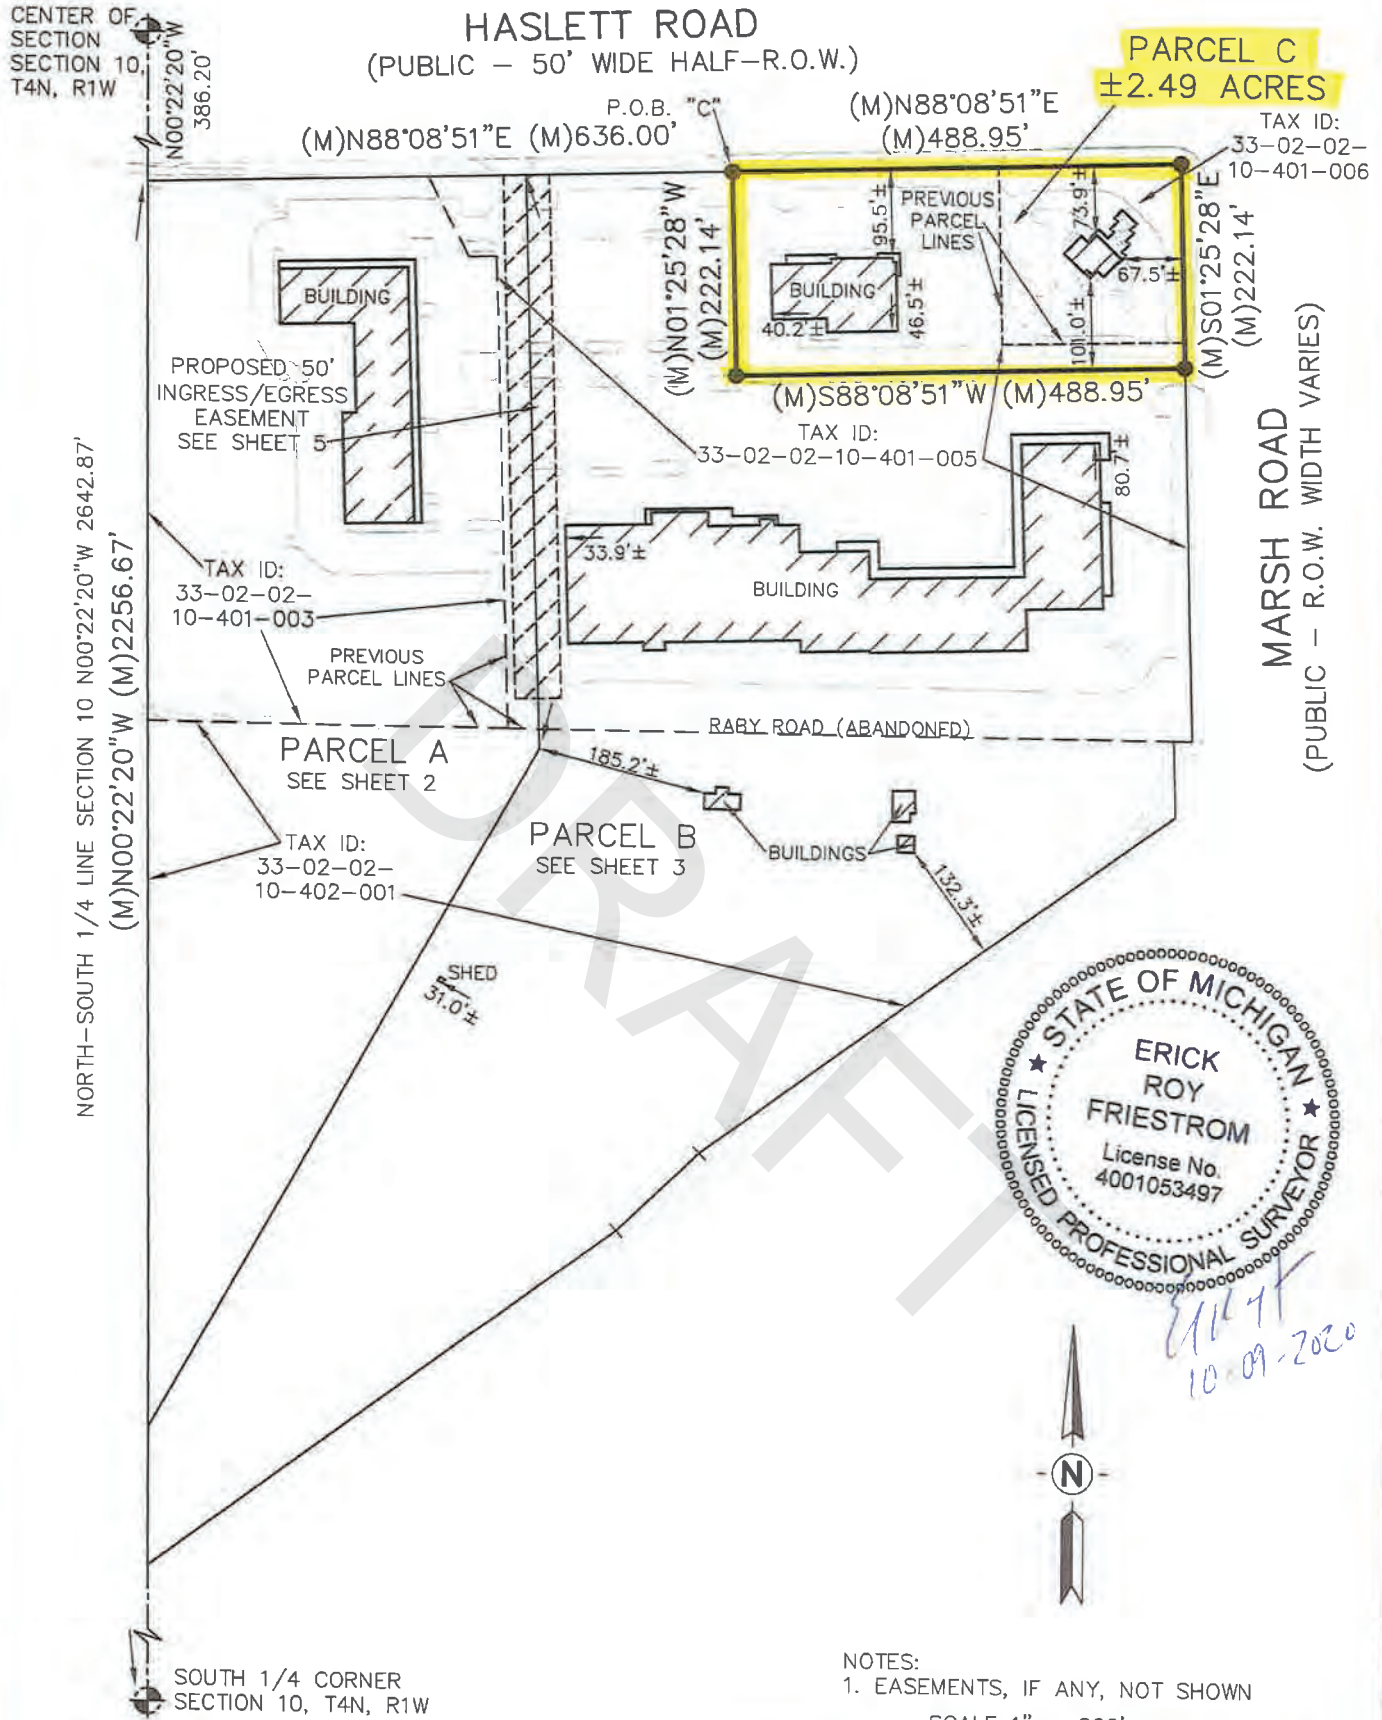 CENTER OF
SECTION
SECTION 10,
T4N, R1W
N00°22'20"W
386.20'
HASLETT ROAD
(PUBLIC - 50' WIDE HALF-R.O.W.)
PARCEL C
±2.49 ACRES
P.O.B. "C"
(M)N88°08'51"E (M)636.00'
(M)N88°08'51"E
(M)488.95'
TAX ID:
33-02-02-
10-401-006
(M)N01°25'28"W
(M)222.14'
95.5'±
PREVIOUS
PARCEL
LINES
73.9'±
67.5'±
(M)S01°25'28"E
(M)222.14'
BUILDING
BUILDING
40.2'±
46.5'±
101.0'±
(M)S88°08'51"W (M)488.95'
PROPOSED 50'
INGRESS/EGRESS
EASEMENT
SEE SHEET 5
TAX ID:
33-02-02-10-401-005
80.7'±
MARSH ROAD
(PUBLIC - R.O.W. WIDTH VARIES)
NORTH-SOUTH 1/4 LINE SECTION 10 N00°22'20"W 2642.87'
(M)N00°22'20"W (M)2256.67'
33.9'±
BUILDING
TAX ID:
33-02-02-
10-401-003
PREVIOUS
PARCEL LINES
RABY ROAD (ABANDONED)
PARCEL A
SEE SHEET 2
185.2'±
PARCEL B
SEE SHEET 3
BUILDINGS
TAX ID:
33-02-02-
10-402-001
132.3'±
SHED
31.0'±
DRAFT
STATE OF MICHIGAN
ERICK
ROY
FRIESTROM
License No.
4001053497
LICENSED PROFESSIONAL SURVEYOR
10-09-2020
N
SOUTH 1/4 CORNER
SECTION 10, T4N, R1W
NOTES:
1. EASEMENTS, IF ANY, NOT SHOWN